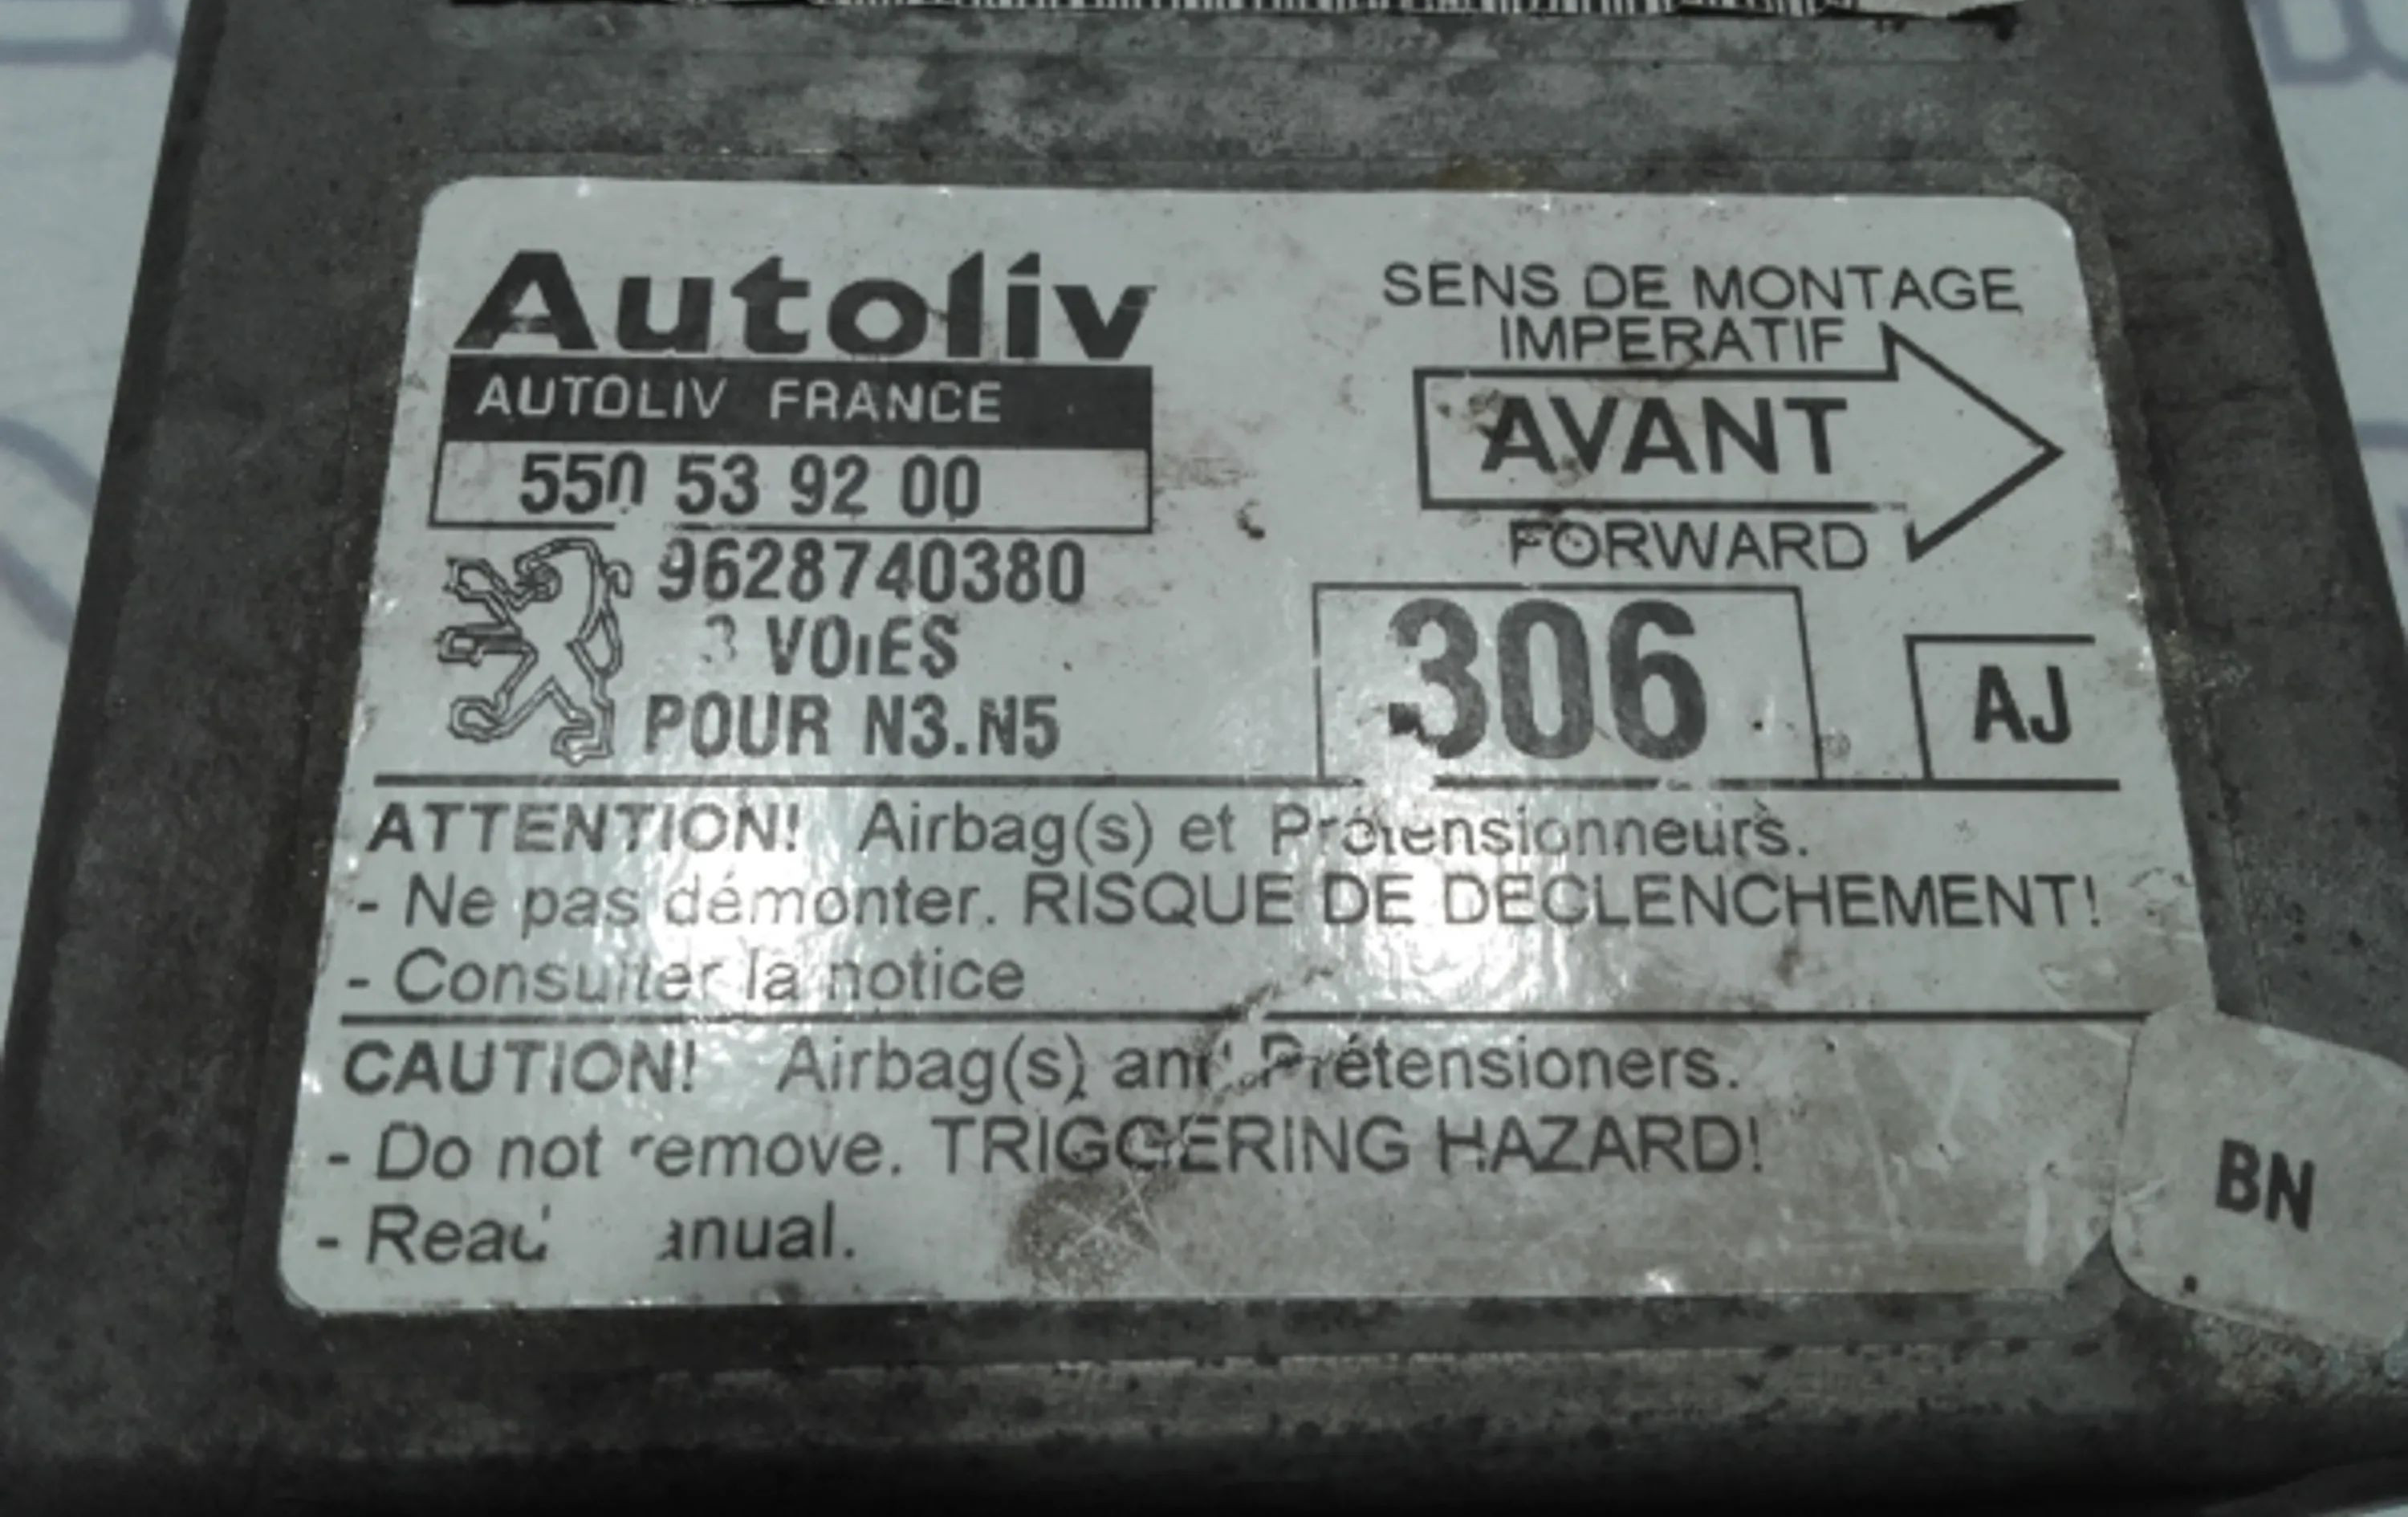 Autoliv
AUTOLIV FRANCE
550 53 92 00
9628740380
3 VOIES
POUR N3.N5
SENS DE MONTAGE
IMPERATIF
AVANT
FORWARD
306
AJ
ATTENTION! Airbag(s) et Prétensionneurs.
- Ne pas démonter. RISQUE DE DECLENCHEMENT!
- Consulter la notice
CAUTION! Airbag(s) and Prétensioners.
- Do not remove. TRIGGERING HAZARD!
- Read manual.
BN